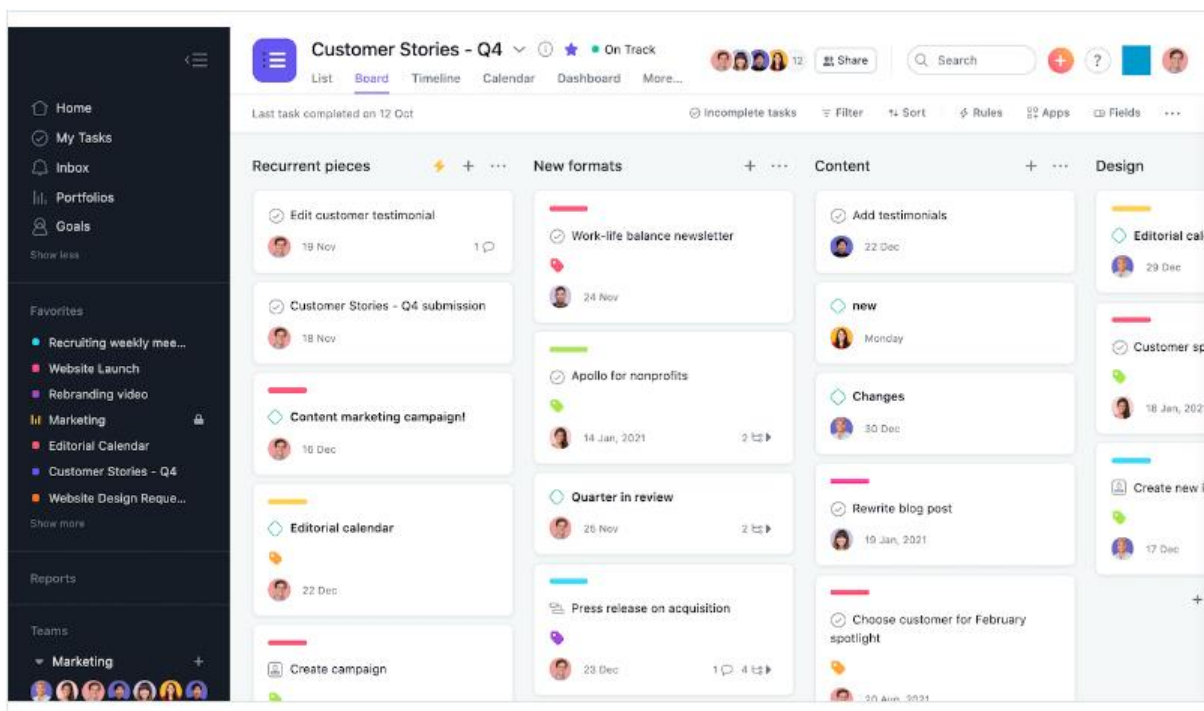 Home
My Tasks
Inbox
Portfolios
Goals
Show less
Favorites
Recruiting weekly mee...
Website Launch
Rebranding video
Marketing
Editorial Calendar
Customer Stories - Q4
Website Design Reque...
Show more
Reports
Teams
Marketing
+
Customer Stories - Q4
On Track
12
Share
Search
+
?
List Board Timeline Calendar Dashboard More...
Last task completed on 12 Oct
Incomplete tasks Filter Sort Rules Apps Fields ...
Recurrent pieces + ...
Edit customer testimonial
19 Nov 1
Customer Stories - Q4 submission
18 Nov
Content marketing campaign!
16 Dec
Editorial calendar
22 Dec
Create campaign
New formats + ...
Work-life balance newsletter
24 Nov
Apollo for nonprofits
14 Jan, 2021 2
Quarter in review
26 Nov 2
Press release on acquisition
23 Dec 1 4
Content + ...
Add testimonials
22 Dec
new
Monday
Changes
30 Dec
Rewrite blog post
19 Jan, 2021
Choose customer for February
spotlight
20 Aug, 2021
Design
Editorial cal
29 Dec
Customer sp
18 Jan, 202
Create new
17 Dec
+